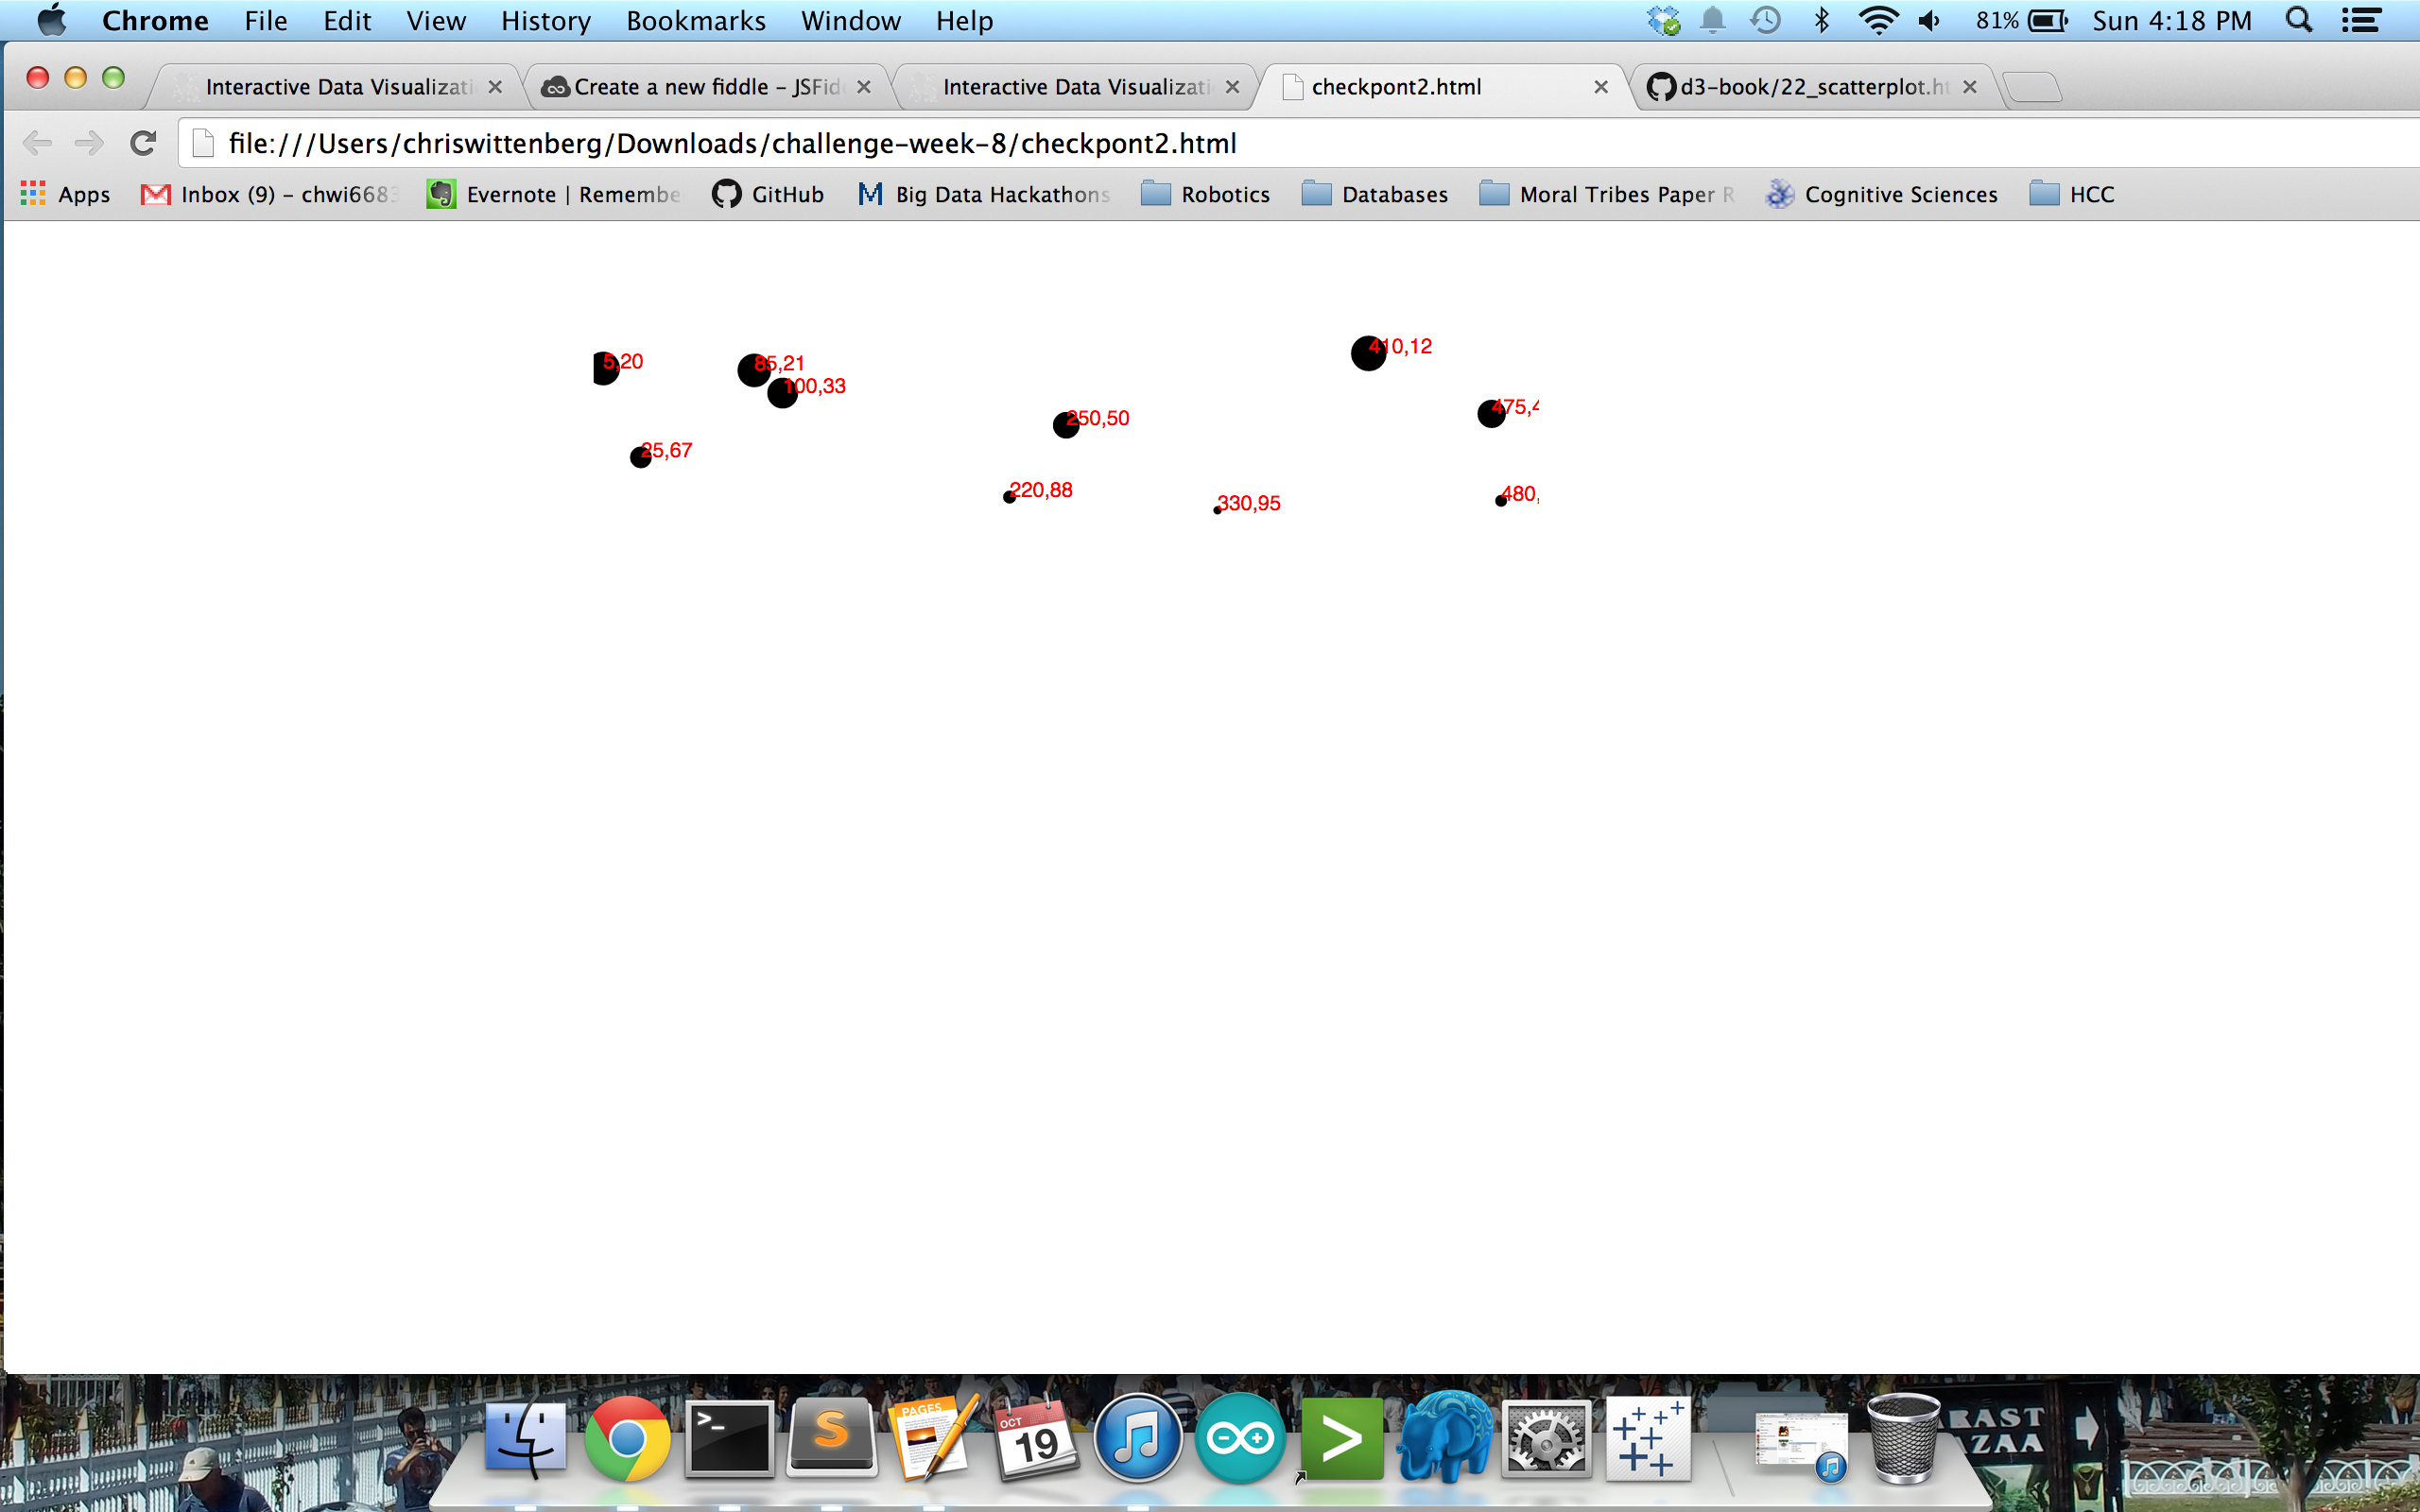 Chrome File Edit View History Bookmarks Window Help 81% Sun 4:18 PM
Interactive Data Visualizati Create a new fiddle - JSFid Interactive Data Visualizati checkpont2.html d3-book/22_scatterplot.ht
file:///Users/chriswittenberg/Downloads/challenge-week-8/checkpont2.html
Apps Inbox (9) - chwi6683 Evernote | Remembe GitHub Big Data Hackathons Robotics Databases Moral Tribes Paper R Cognitive Sciences HCC
410,12
5,20
85,21
100,33
475,4
250,50
25,67
220,88
480,
330,95
PAGES
OCT
19
S
>_
AST
AZAA